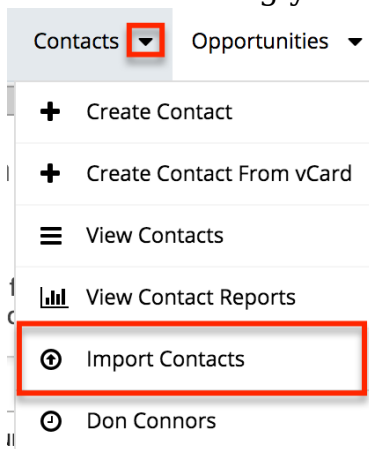 Contacts Opportunities
Create Contact
Create Contact From vCard
View Contacts
View Contact Reports
Import Contacts
Don Connors